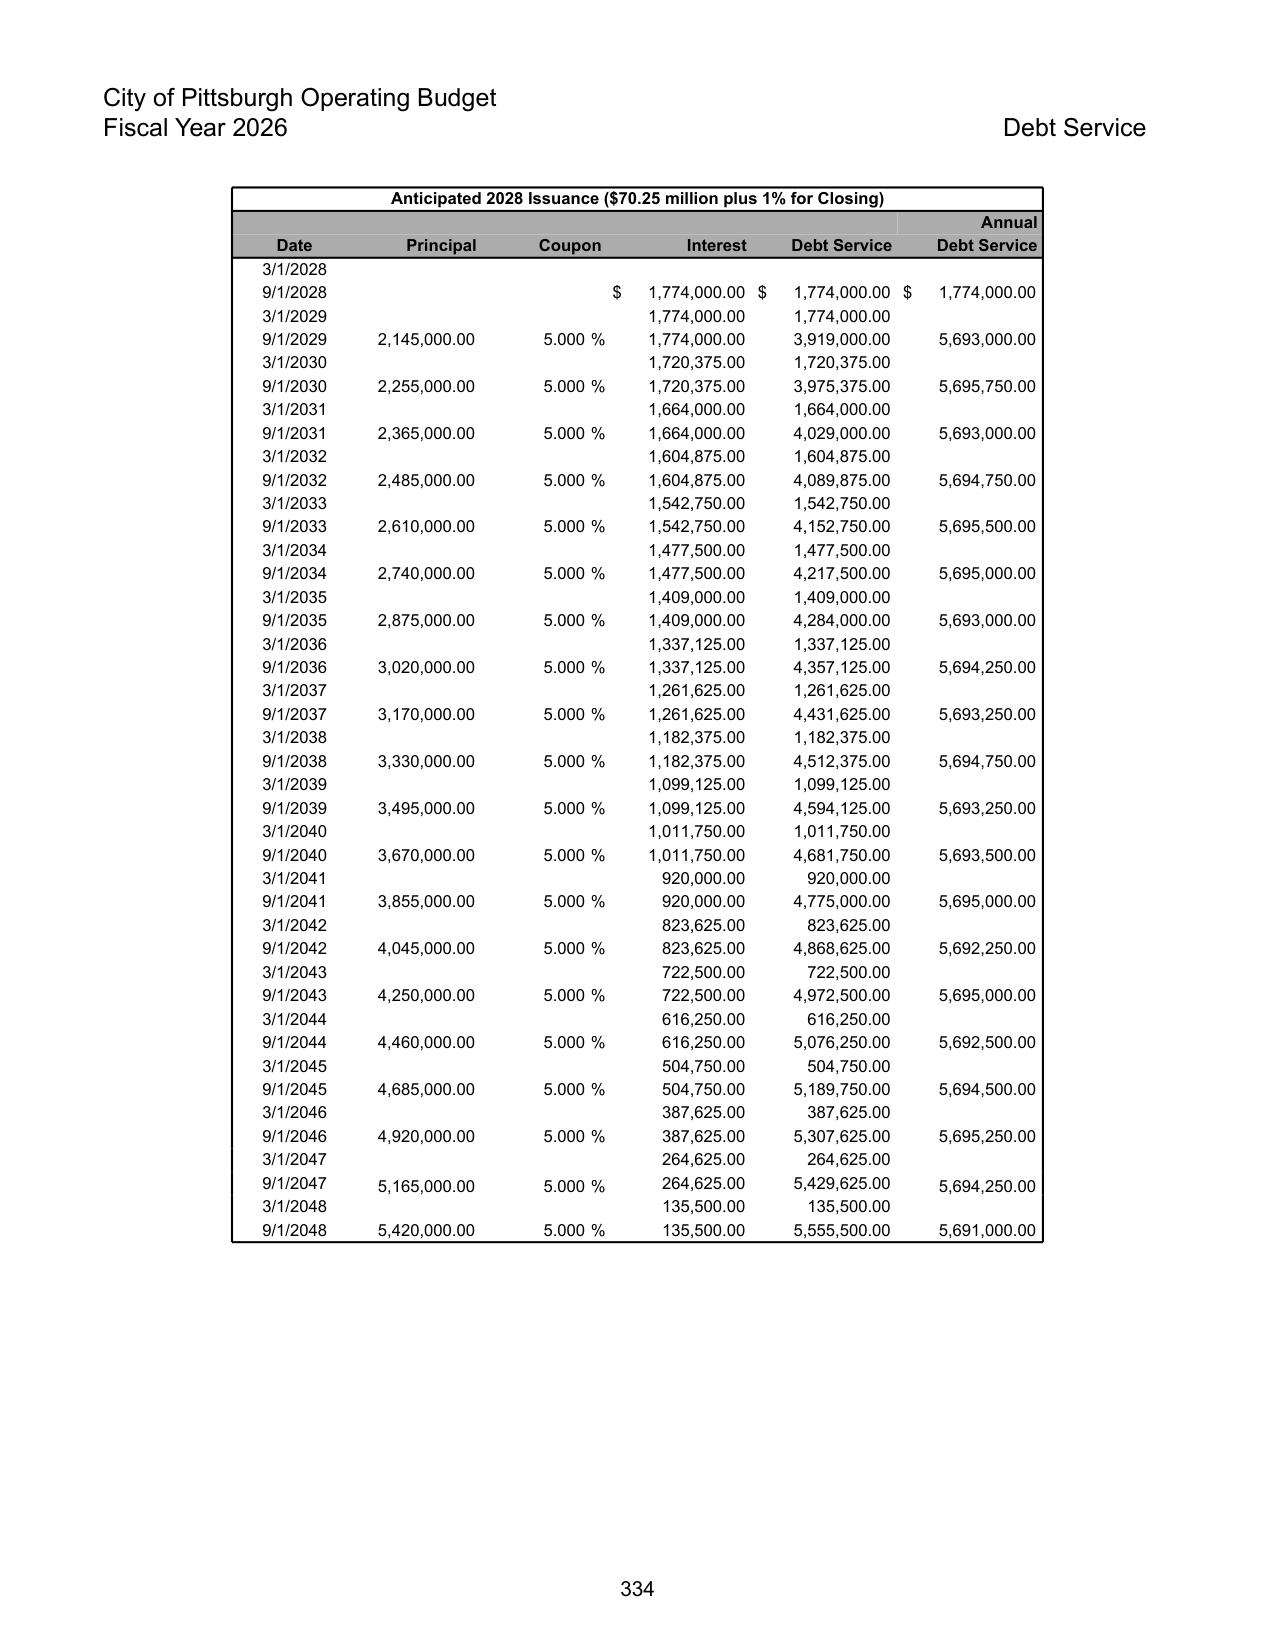 City of Pittsburgh Operating Budget
Fiscal Year 2026 Debt Service
Anticipated 2028 Issuance ($70.25 million plus 1% for Closing)
Annual
Date Principal Coupon Interest Debt Service Debt Service
3/1/2028
9/1/2028 $ 1,774,000.00 $ 1,774,000.00 $ 1,774,000.00
3/1/2029 1,774,000.00 1,774,000.00
9/1/2029 2,145,000.00 5.000 % 1,774,000.00 3,919,000.00 5,693,000.00
3/1/2030 1,720,375.00 1,720,375.00
9/1/2030 2,255,000.00 5.000 % 1,720,375.00 3,975,375.00 5,695,750.00
3/1/2031 1,664,000.00 1,664,000.00
9/1/2031 2,365,000.00 5.000 % 1,664,000.00 4,029,000.00 5,693,000.00
3/1/2032 1,604,875.00 1,604,875.00
9/1/2032 2,485,000.00 5.000 % 1,604,875.00 4,089,875.00 5,694,750.00
3/1/2033 1,542,750.00 1,542,750.00
9/1/2033 2,610,000.00 5.000 % 1,542,750.00 4,152,750.00 5,695,500.00
3/1/2034 1,477,500.00 1,477,500.00
9/1/2034 2,740,000.00 5.000 % 1,477,500.00 4,217,500.00 5,695,000.00
3/1/2035 1,409,000.00 1,409,000.00
9/1/2035 2,875,000.00 5.000 % 1,409,000.00 4,284,000.00 5,693,000.00
3/1/2036 1,337,125.00 1,337,125.00
9/1/2036 3,020,000.00 5.000 % 1,337,125.00 4,357,125.00 5,694,250.00
3/1/2037 1,261,625.00 1,261,625.00
9/1/2037 3,170,000.00 5.000 % 1,261,625.00 4,431,625.00 5,693,250.00
3/1/2038 1,182,375.00 1,182,375.00
9/1/2038 3,330,000.00 5.000 % 1,182,375.00 4,512,375.00 5,694,750.00
3/1/2039 1,099,125.00 1,099,125.00
9/1/2039 3,495,000.00 5.000 % 1,099,125.00 4,594,125.00 5,693,250.00
3/1/2040 1,011,750.00 1,011,750.00
9/1/2040 3,670,000.00 5.000 % 1,011,750.00 4,681,750.00 5,693,500.00
3/1/2041 920,000.00 920,000.00
9/1/2041 3,855,000.00 5.000 % 920,000.00 4,775,000.00 5,695,000.00
3/1/2042 823,625.00 823,625.00
9/1/2042 4,045,000.00 5.000 % 823,625.00 4,868,625.00 5,692,250.00
3/1/2043 722,500.00 722,500.00
9/1/2043 4,250,000.00 5.000 % 722,500.00 4,972,500.00 5,695,000.00
3/1/2044 616,250.00 616,250.00
9/1/2044 4,460,000.00 5.000 % 616,250.00 5,076,250.00 5,692,500.00
3/1/2045 504,750.00 504,750.00
9/1/2045 4,685,000.00 5.000 % 504,750.00 5,189,750.00 5,694,500.00
3/1/2046 387,625.00 387,625.00
9/1/2046 4,920,000.00 5.000 % 387,625.00 5,307,625.00 5,695,250.00
3/1/2047 264,625.00 264,625.00
9/1/2047 5,165,000.00 5.000 % 264,625.00 5,429,625.00 5,694,250.00
3/1/2048 135,500.00 135,500.00
9/1/2048 5,420,000.00 5.000 % 135,500.00 5,555,500.00 5,691,000.00
334